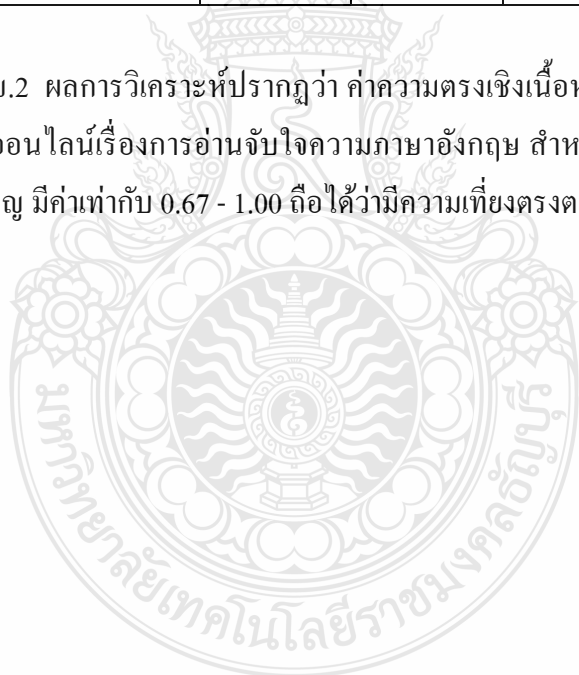 ข.2 ผลการวิเคราะห์ปรากฏว่า ค่าความตรงเชิงเนื้อห
ออนไลน์เรื่องการอ่านจับใจความภาษาอังกฤษ สำห
ญ มีค่าเท่ากับ 0.67 - 1.00 ถือได้ว่ามีความเที่ยงตรงต
มหาวิทยาลัยเทคโนโลยีราชมงคลธัญบุรี